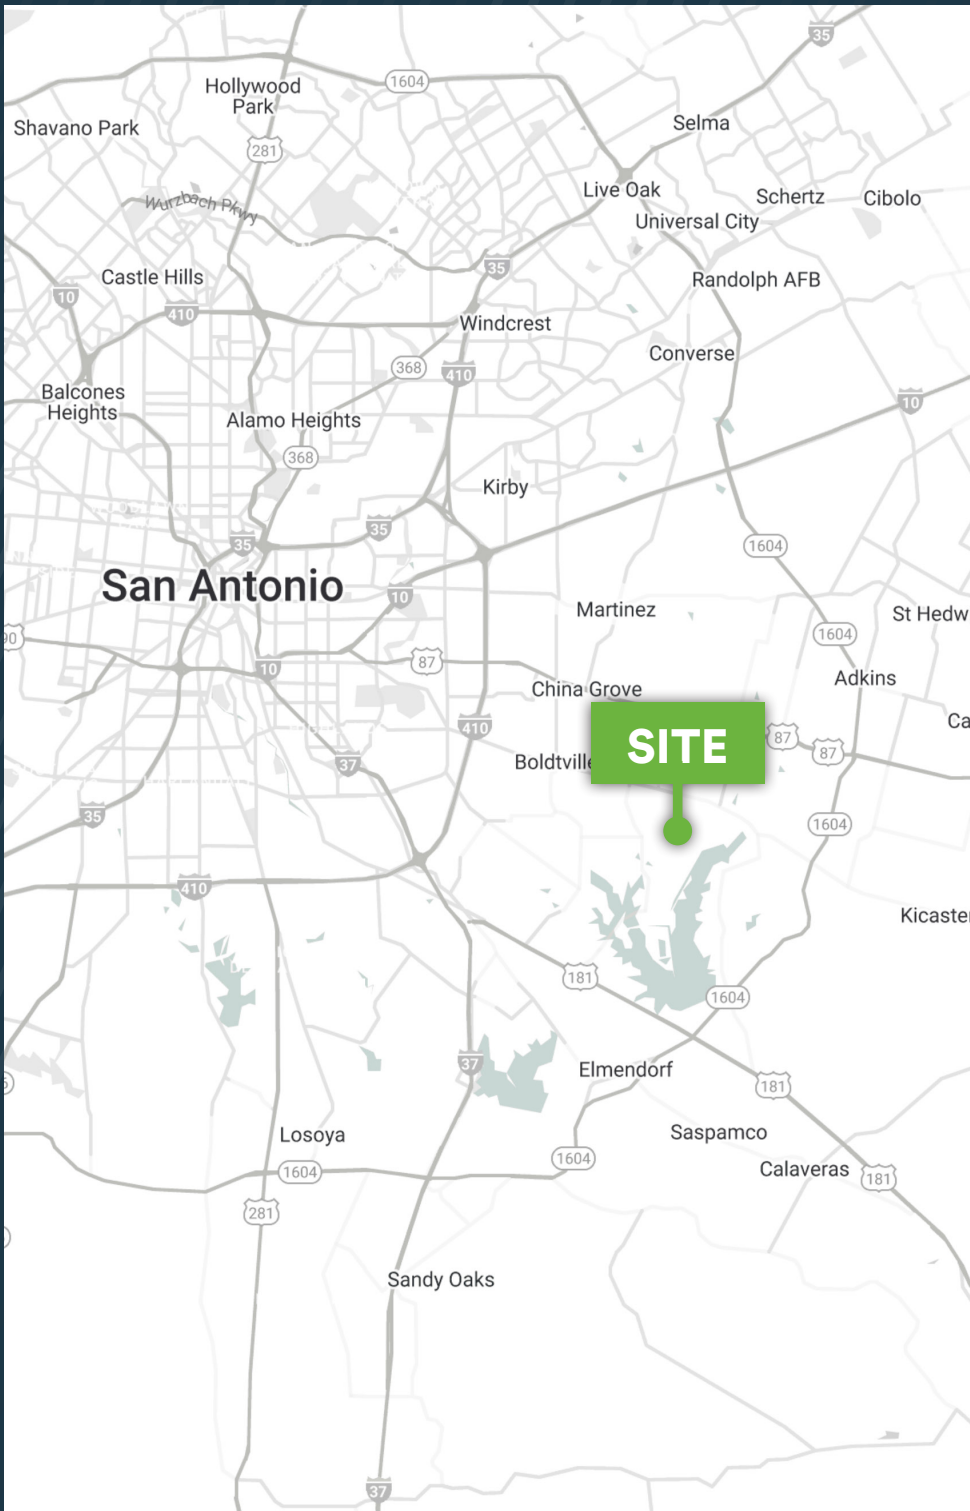 35
Hollywood
Park
1604
Shavano Park
Selma
281
Live Oak
Schertz
Cibolo
Wurzbach Pkwy
Universal City
35
Castle Hills
Randolph AFB
10
410
Windcrest
Converse
368
410
Balcones
Heights
10
Alamo Heights
368
Kirby
35
35
1604
San Antonio
10
Martinez
St Hedw
1604
90
87
10
Adkins
China Grove
410
Ca
SITE
87
87
Boldtville
37
35
1604
410
Kicaster
181
1604
37
Elmendorf
181
Losoya
Saspamco
1604
1604
Calaveras
181
281
Sandy Oaks
37